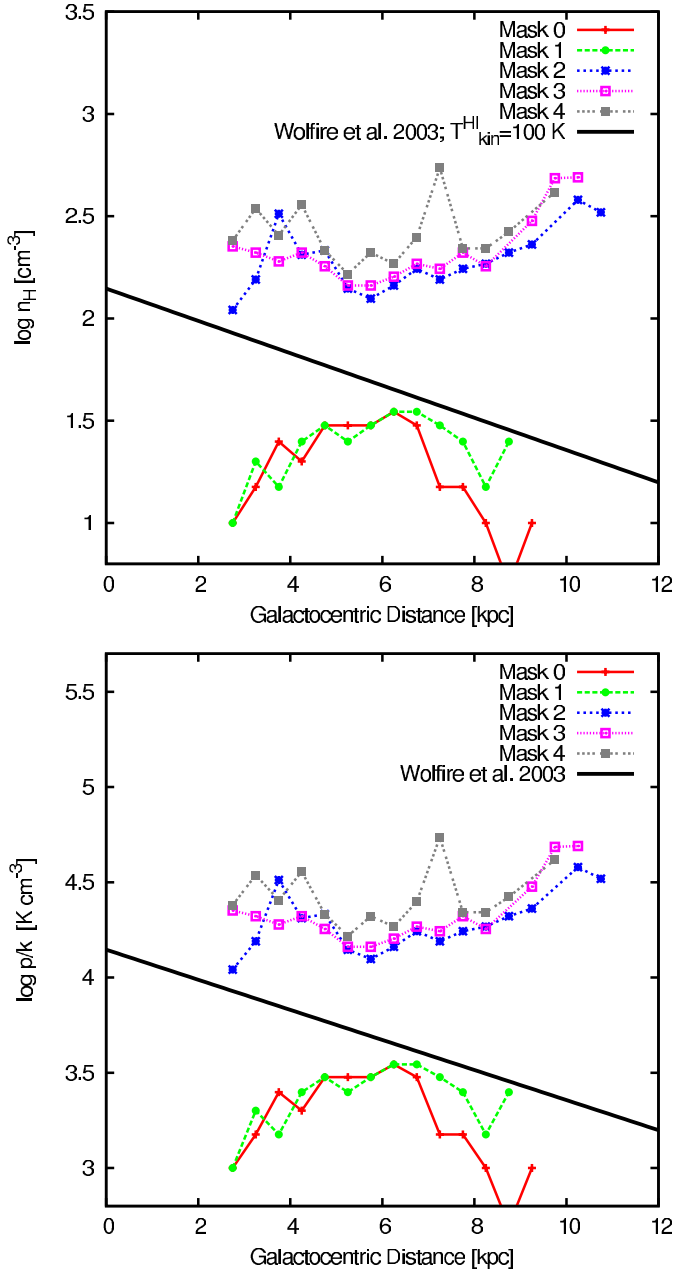 3.5
3
2.5
2
1.5
1
log n_H [cm^-3]
Mask 0
Mask 1
Mask 2
Mask 3
Mask 4
Wolfire et al. 2003; T^HI_kin=100 K
0 2 4 6 8 10 12
Galactocentric Distance [kpc]
5.5
5
4.5
4
3.5
3
log p/k [K cm^-3]
Mask 0
Mask 1
Mask 2
Mask 3
Mask 4
Wolfire et al. 2003
0 2 4 6 8 10 12
Galactocentric Distance [kpc]